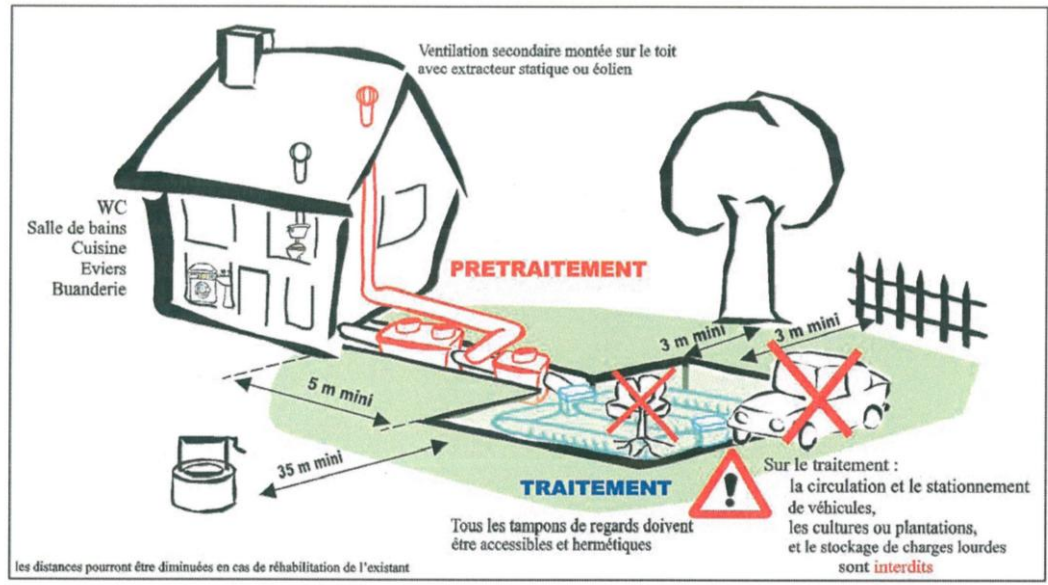 Ventilation secondaire montée sur le toit
avec extracteur statique ou éolien
WC
Salle de bains
Cuisine
Eviers
Buanderie
PRETRAITEMENT
3 m mini
3 m mini
5 m mini
35 m mini
TRAITEMENT
Tous les tampons de regards doivent
être accessibles et hermétiques
Sur le traitement :
la circulation et le stationnement
de véhicules,
les cultures ou plantations,
et le stockage de charges lourdes
sont interdits
les distances pourront être diminuées en cas de réhabilitation de l'existant